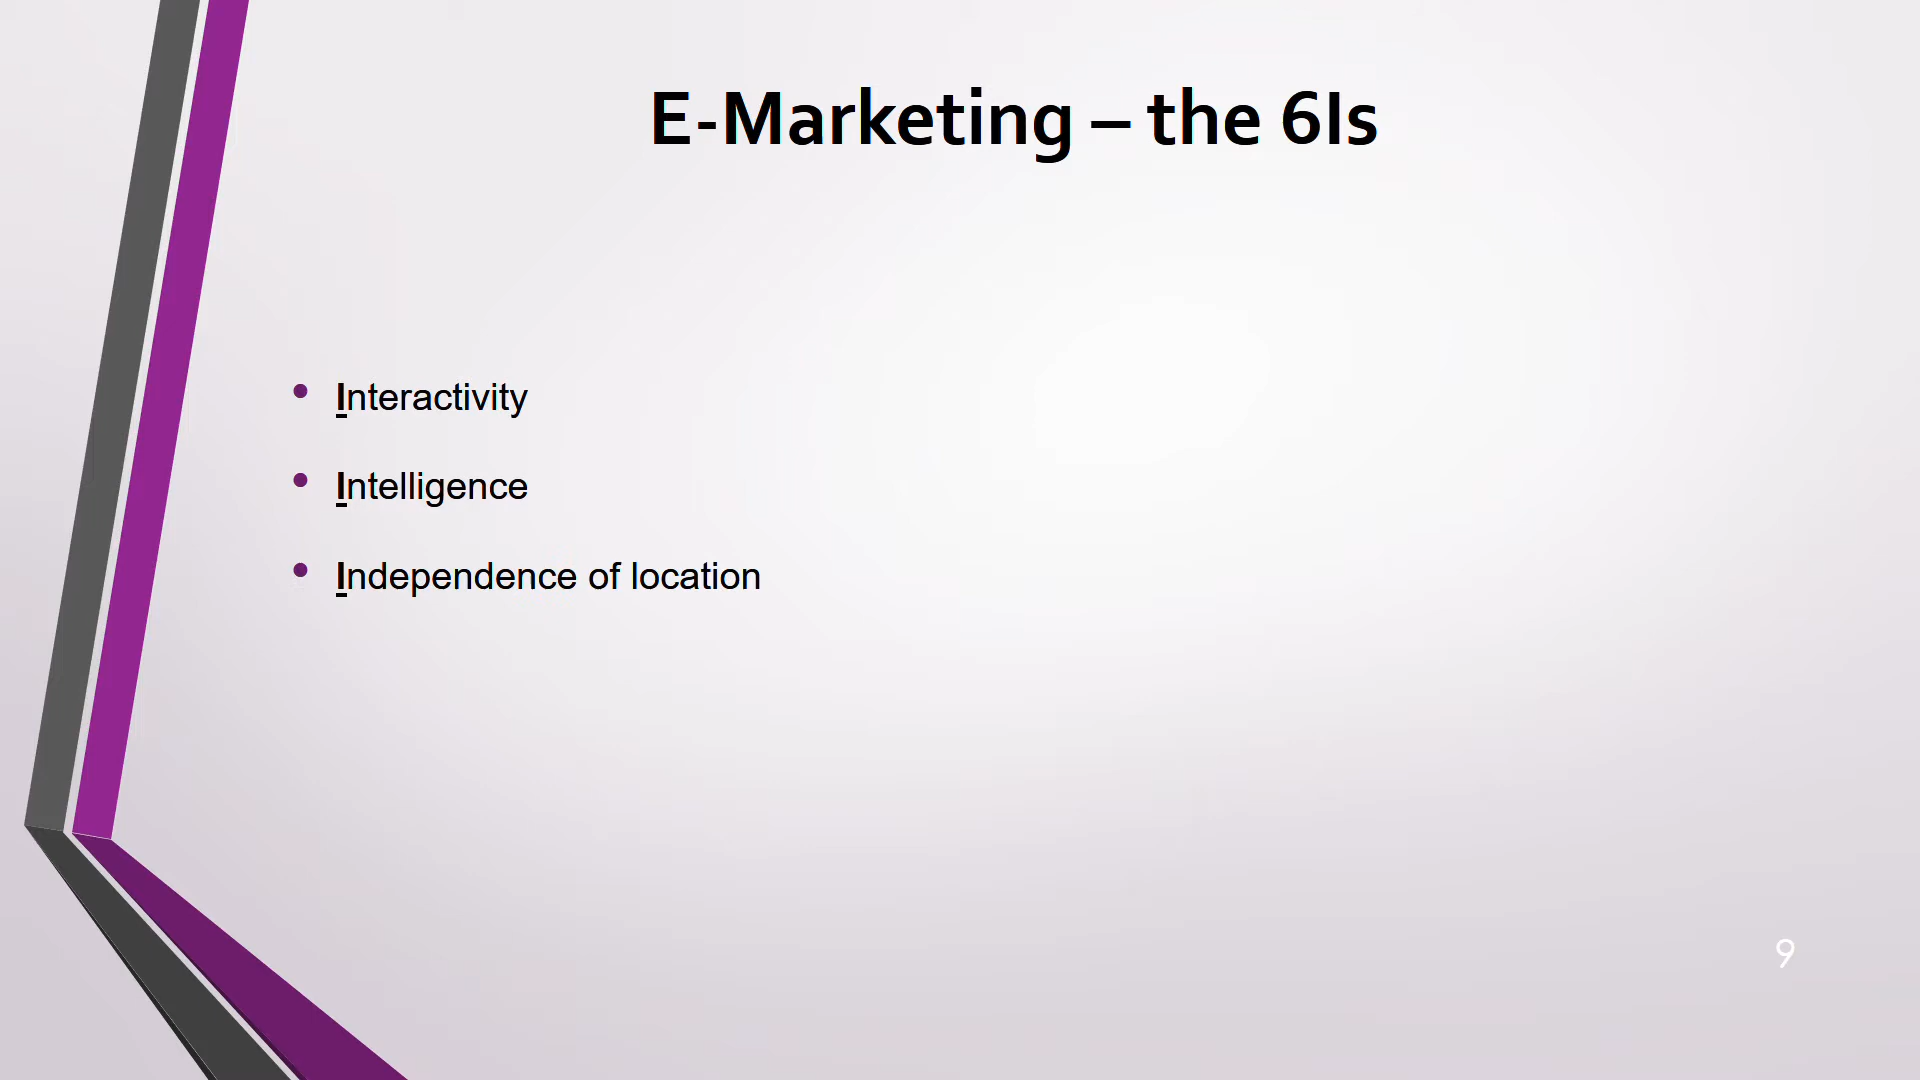 E-Marketing – the 6Is
• Interactivity
• Intelligence
• Independence of location
9